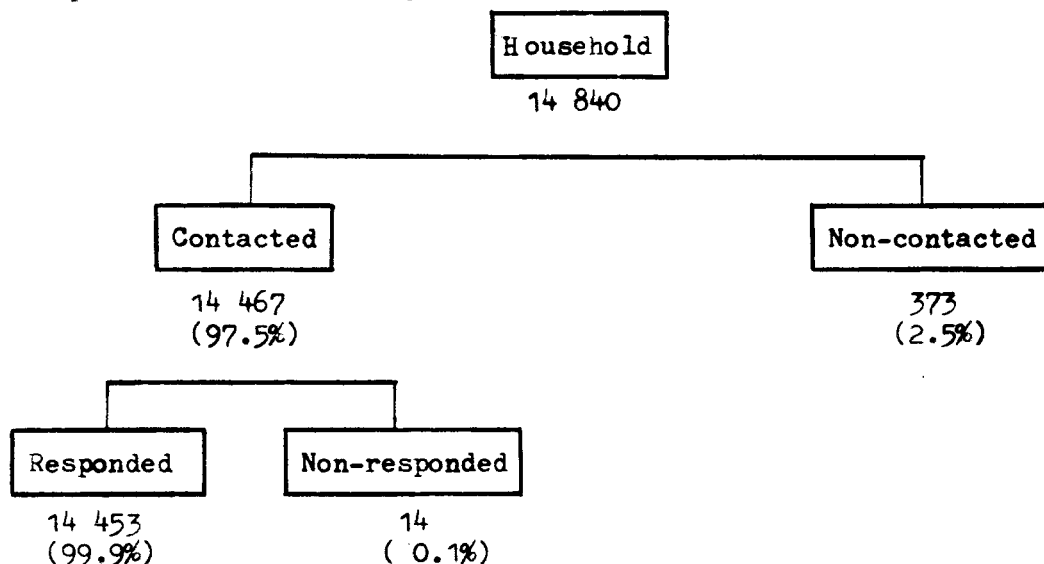 Household
14 840
Contacted
Non-contacted
14 467
(97.5%)
373
(2.5%)
Responded
Non-responded
14 453
(99.9%)
14
( 0.1%)